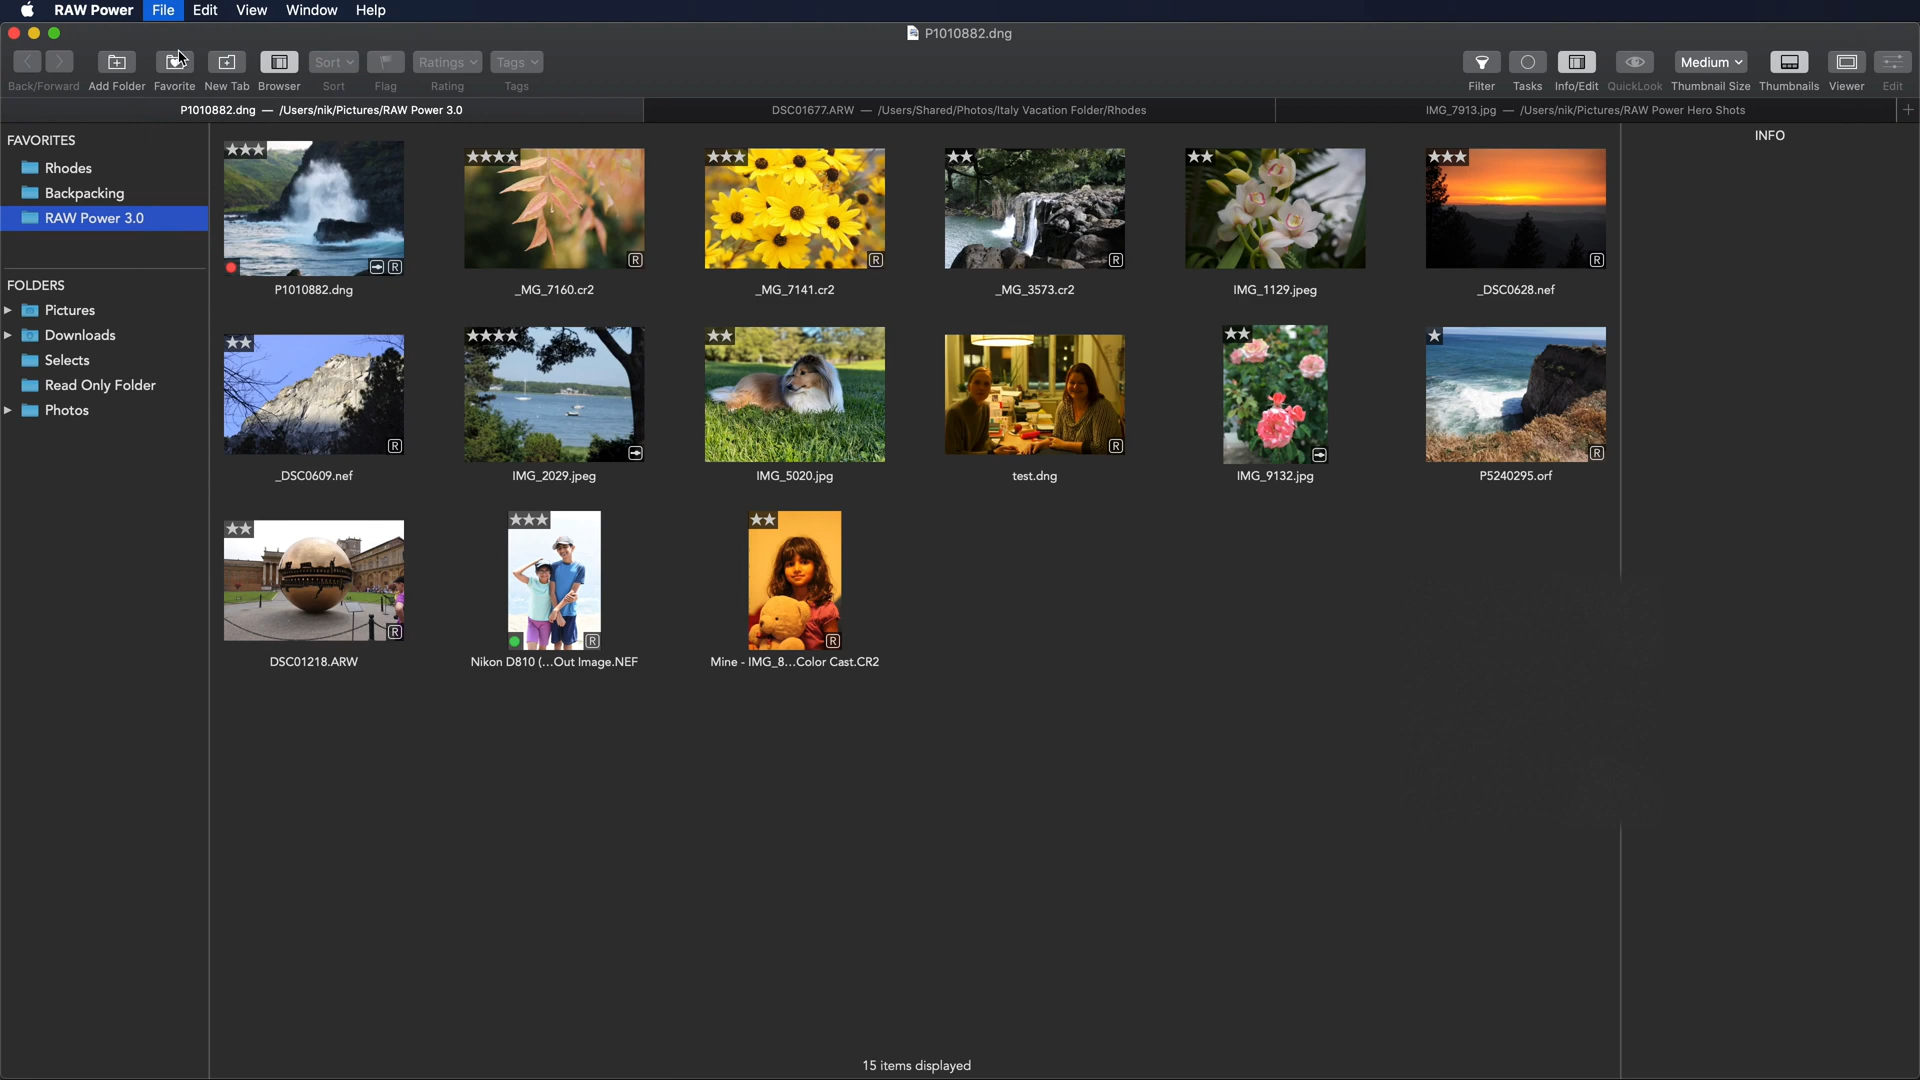 RAW Power File Edit View Window Help
P1010882.dng
Sort Ratings Tags Medium
Back/Forward Add Folder Favorite New Tab Browser Sort Flag Rating Tags Filter Tasks Info/Edit QuickLook Thumbnail Size Thumbnails Viewer Edit
P1010882.dng — /Users/nik/Pictures/RAW Power 3.0 DSC01677.ARW — /Users/Shared/Photos/Italy Vacation Folder/Rhodes IMG_7913.jpg — /Users/nik/Pictures/RAW Power Hero Shots
FAVORITES
Rhodes
Backpacking
RAW Power 3.0
FOLDERS
Pictures
Downloads
Selects
Read Only Folder
Photos
INFO
R R R R R R
P1010882.dng _MG_7160.cr2 _MG_7141.cr2 _MG_3573.cr2 IMG_1129.jpeg _DSC0628.nef
R R R
_DSC0609.nef IMG_2029.jpeg IMG_5020.jpg test.dng IMG_9132.jpg P5240295.orf
R R R
DSC01218.ARW Nikon D810 (...Out Image.NEF Mine - IMG_8...Color Cast.CR2
15 items displayed